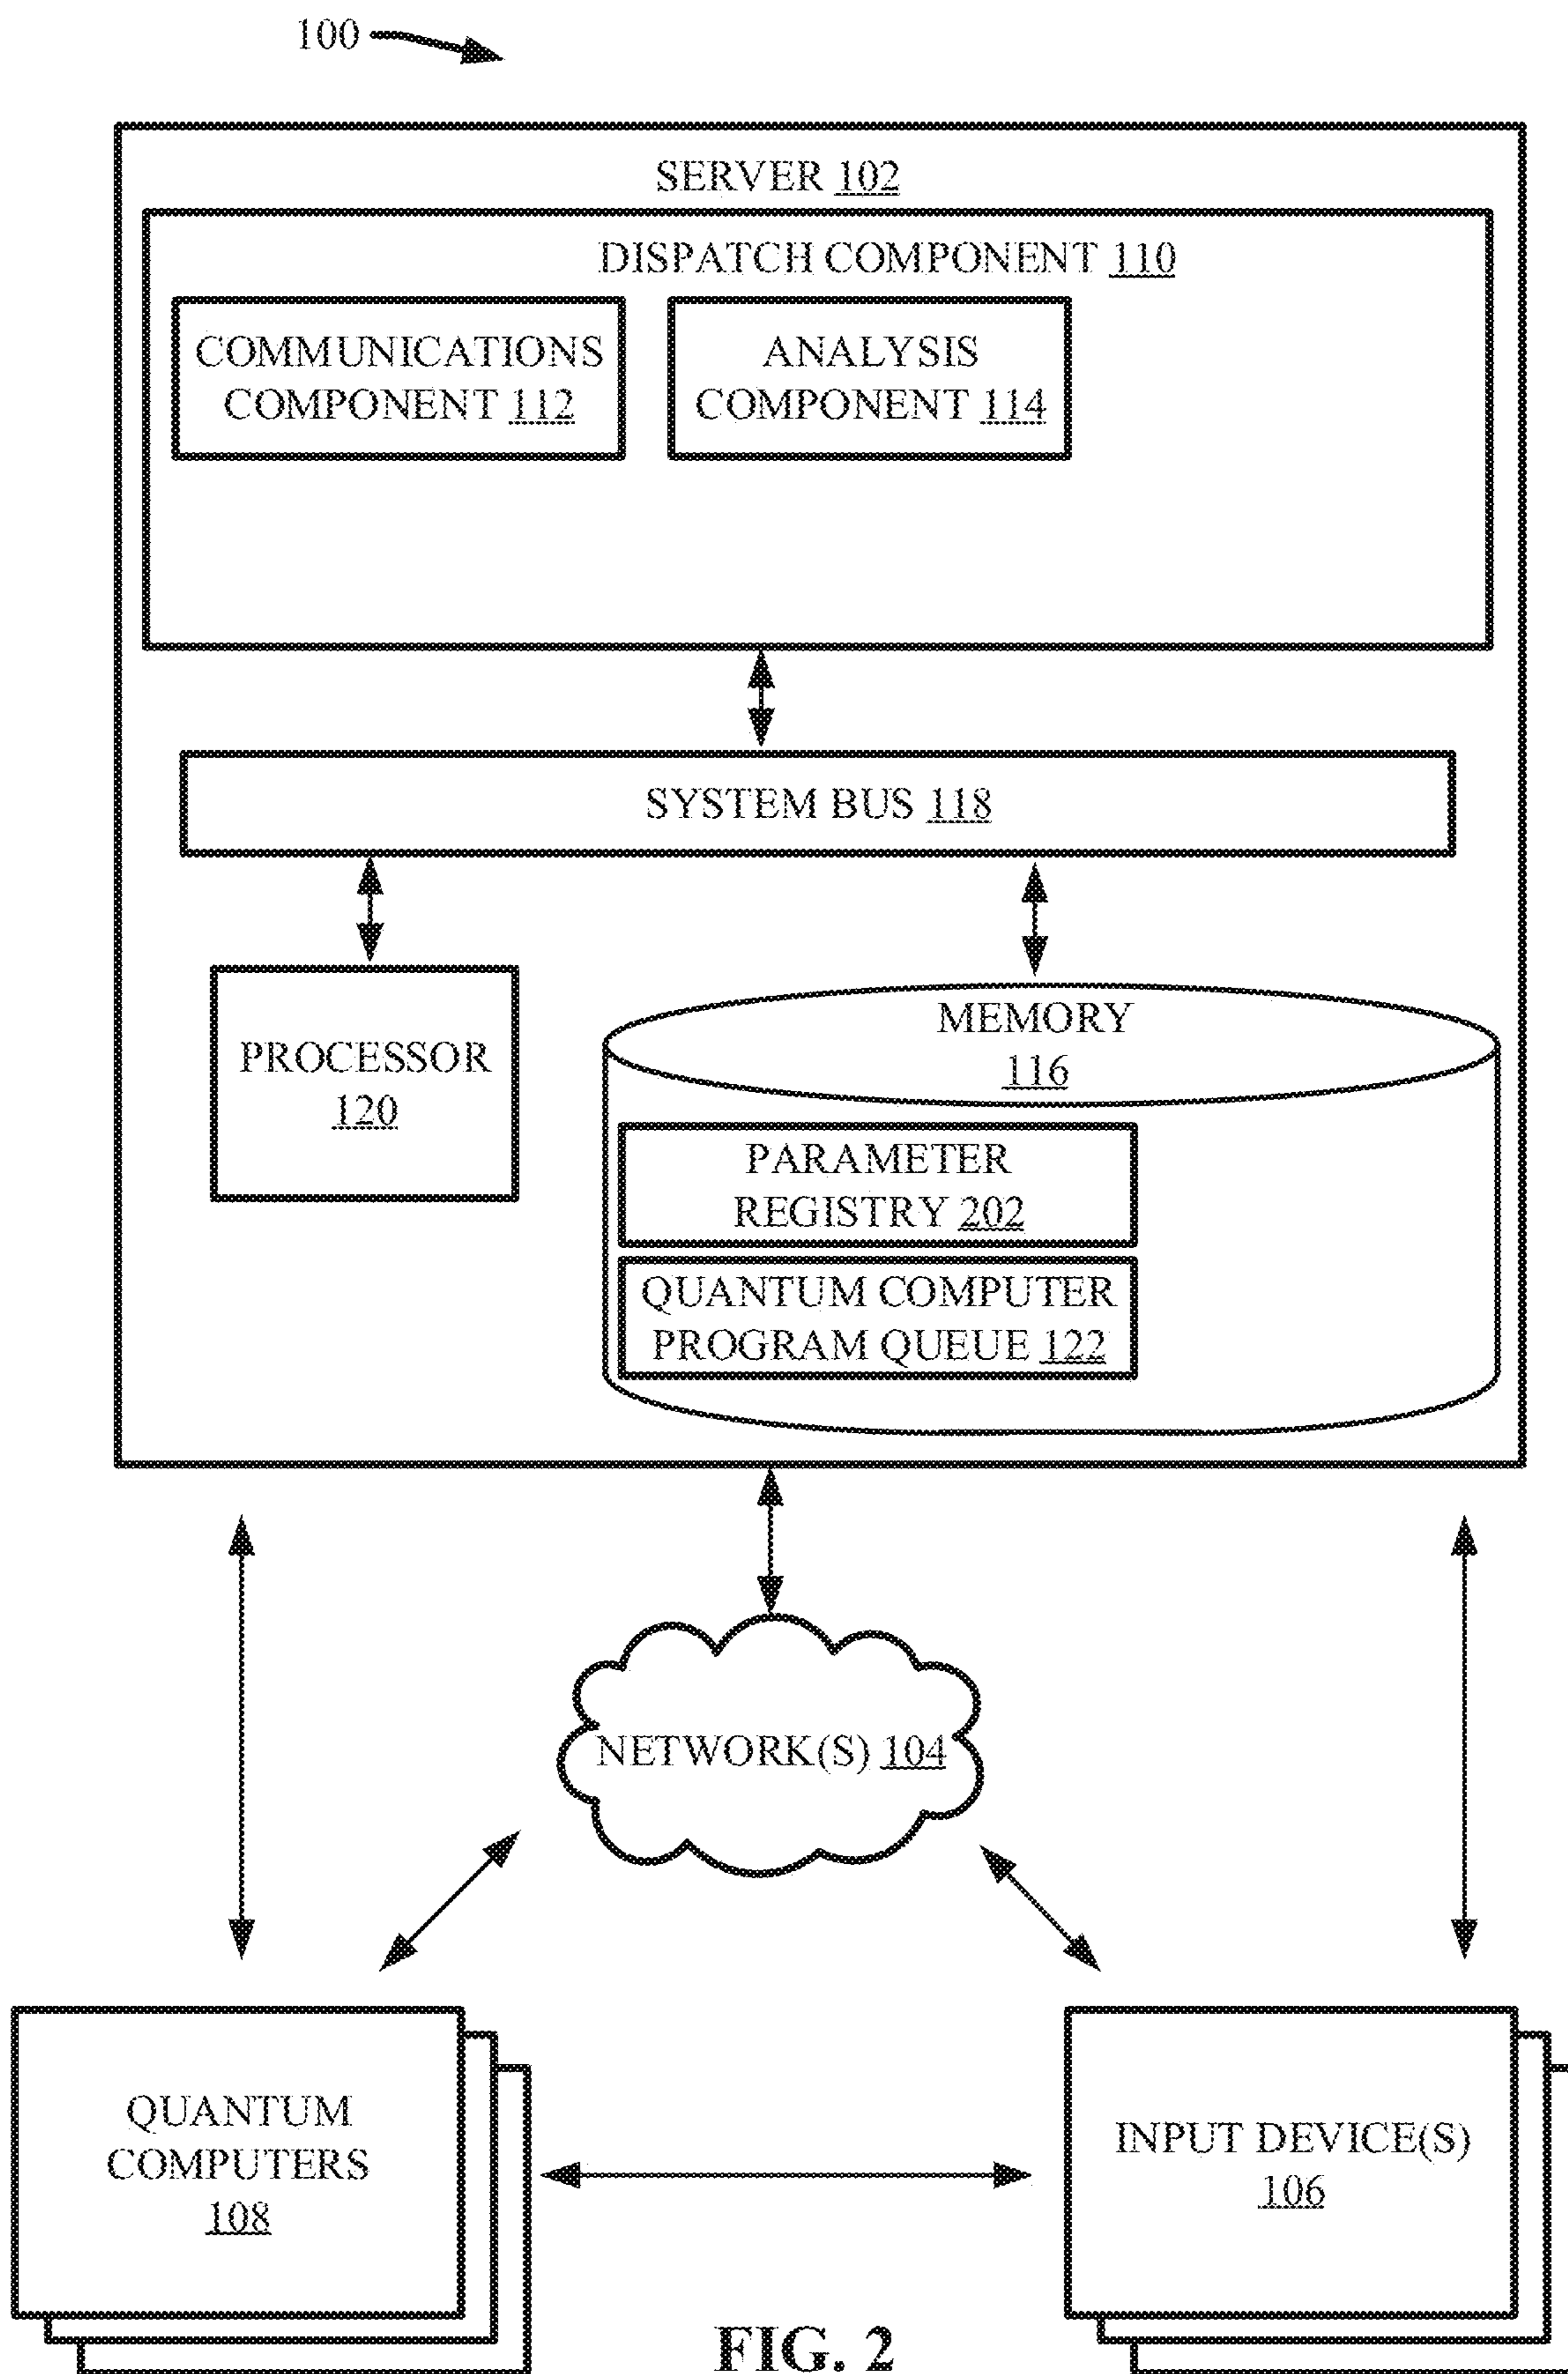 100
SERVER 102
DISPATCH COMPONENT 110
COMMUNICATIONS
COMPONENT 112
ANALYSIS
COMPONENT 114
SYSTEM BUS 118
PROCESSOR
120
MEMORY
116
PARAMETER
REGISTRY 202
QUANTUM COMPUTER
PROGRAM QUEUE 122
NETWORK(S) 104
QUANTUM
COMPUTERS
108
INPUT DEVICE(S)
106
FIG. 2